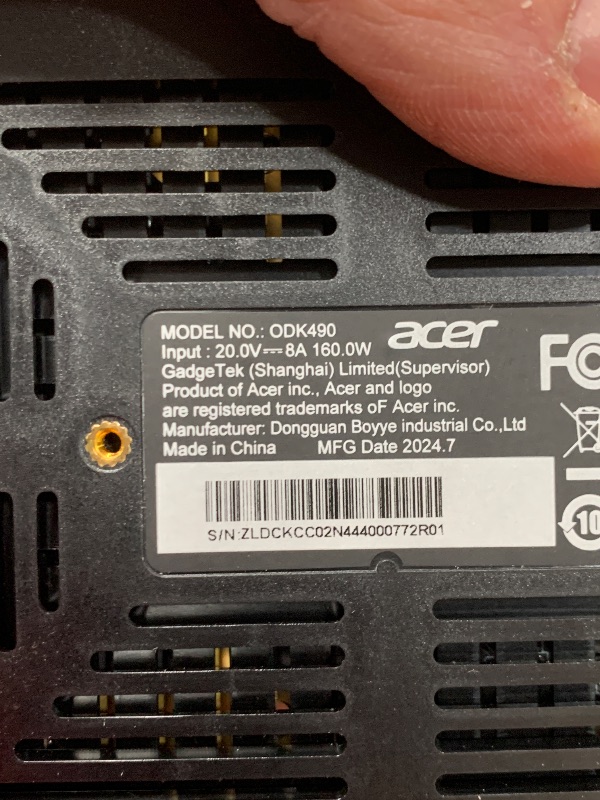 MODEL NO.: ODK490
acer
Input : 20.0V⎓8A 160.0W
GadgeTek (Shanghai) Limited(Supervisor)
Product of Acer inc., Acer and logo
are registered trademarks oF Acer inc.
Manufacturer: Dongguan Boyye industrial Co.,Ltd
Made in China MFG Date 2024.7
FC
10
S/N:ZLDCKCC02N444000772R01